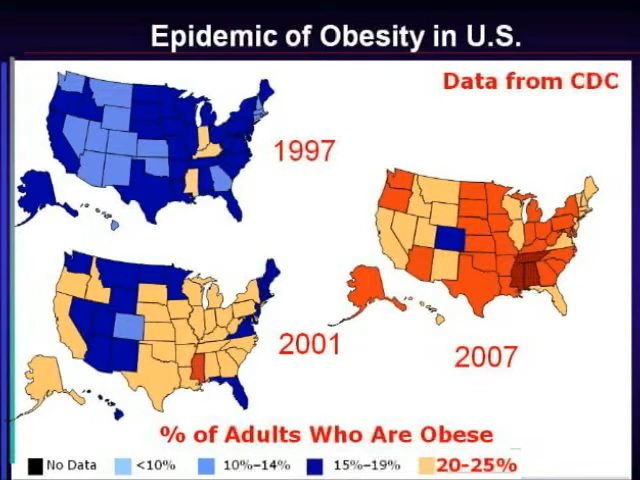 Epidemic of Obesity in U.S.
Data from CDC
1997
2001
2007
% of Adults Who Are Obese
No Data <10% 10%–14% 15%–19% 20-25%